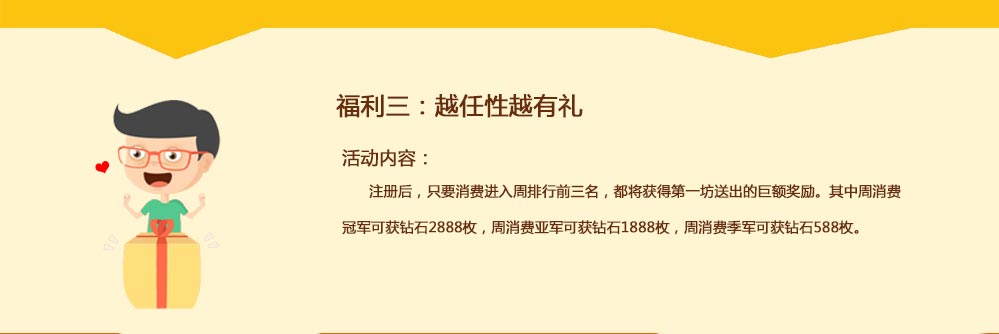 福利三：越任性越有礼
活动内容：
注册后，只要消费进入周排行前三名，都将获得第一坊送出的巨额奖励。其中周消费
冠军可获钻石2888枚，周消费亚军可获钻石1888枚，周消费季军可获钻石588枚。